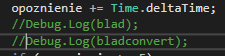 opoznienie += Time.deltaTime;
//Debug.Log(blad);
//Debug.Log(bladconvert);